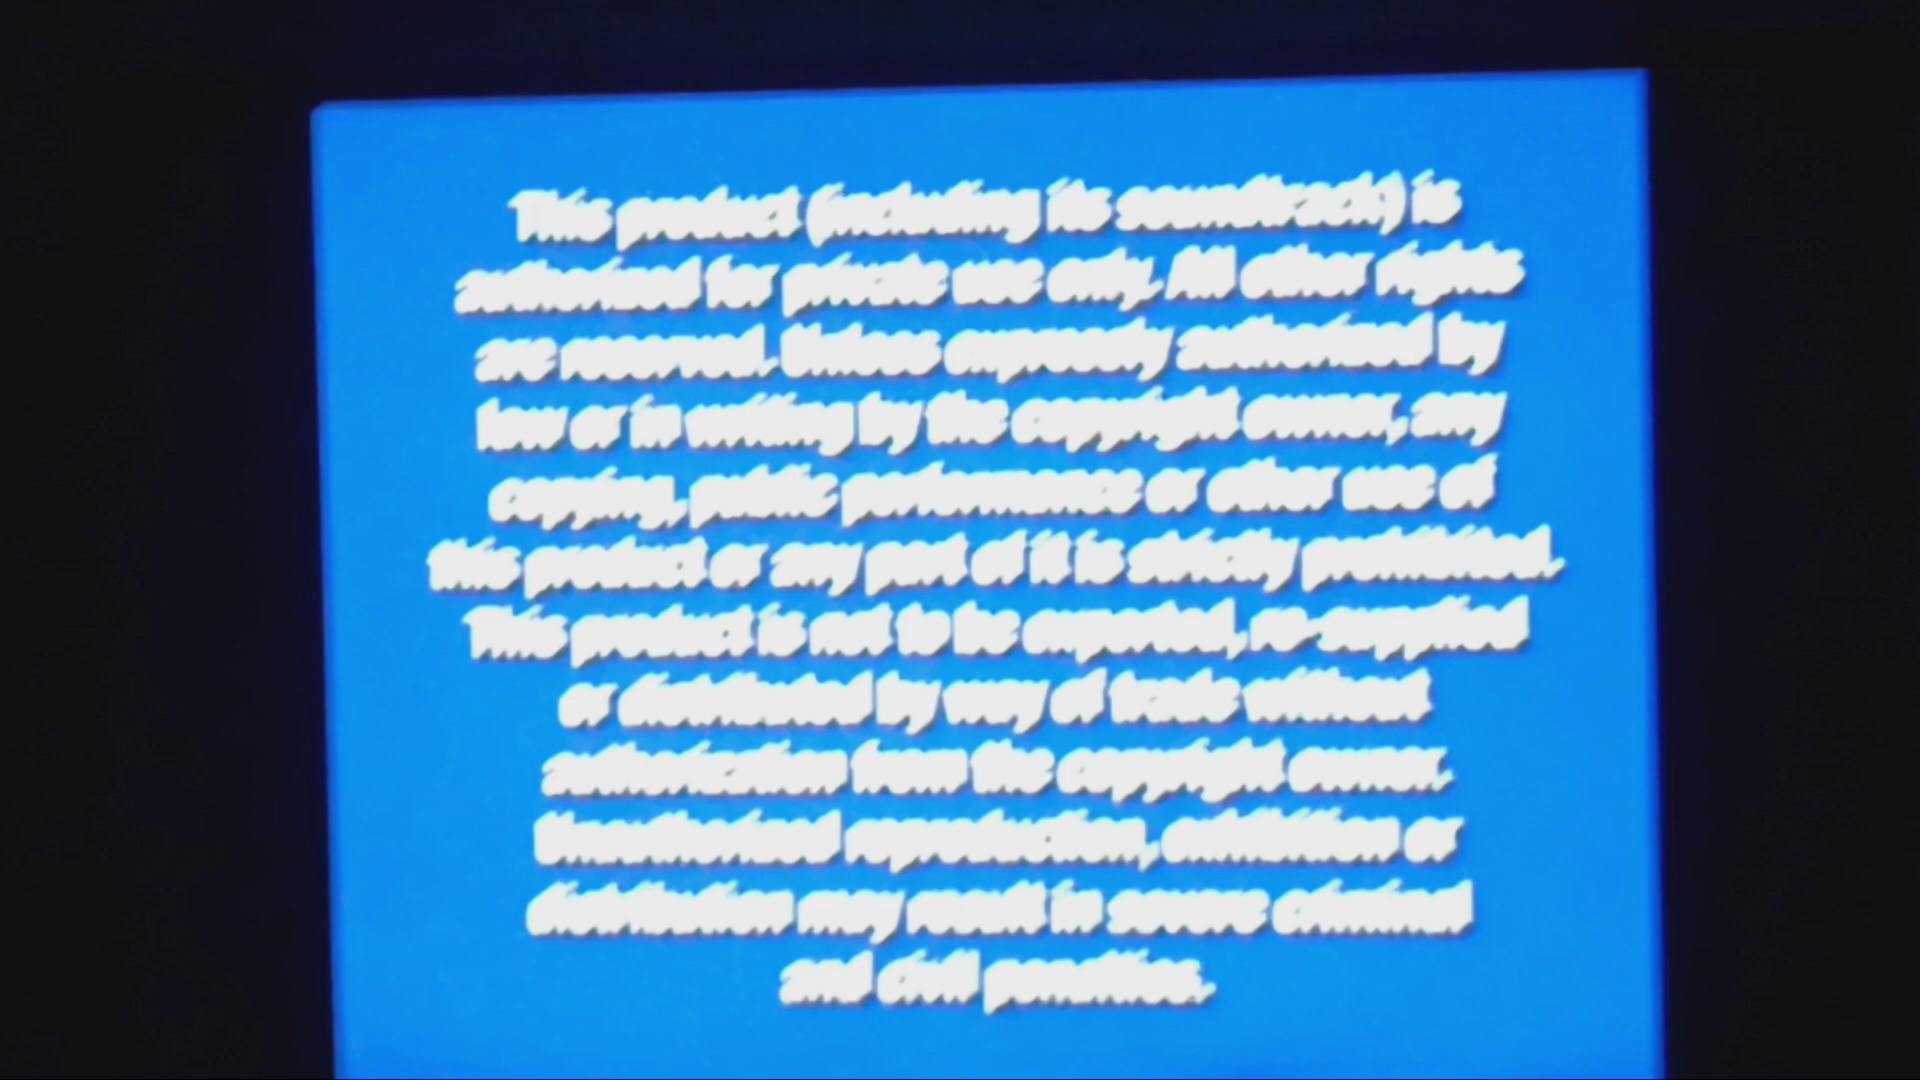 This product (including its soundtrack) is
authorized for private use only. All other rights
are reserved. Unless expressly authorized by
law or in writing by the copyright owner, any
copying, public performance or other use of
this product or any part of it is strictly prohibited.
This product is not to be exported, re-supplied
or distributed by way of trade without
authorization from the copyright owner.
Unauthorized reproduction, exhibition or
distribution may result in severe criminal
and civil penalties.